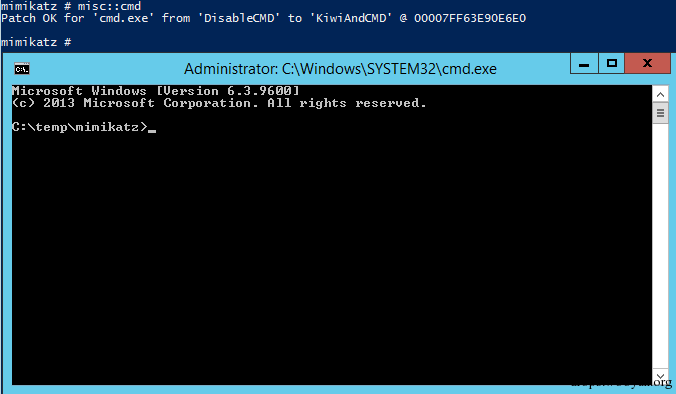 mimikatz # misc::cmd
Patch OK for 'cmd.exe' from 'DisableCMD' to 'KiwiAndCMD' @ 00007FF63E90E6E0
mimikatz #
Administrator: C:\Windows\SYSTEM32\cmd.exe
Microsoft Windows [Version 6.3.9600]
(c) 2013 Microsoft Corporation. All rights reserved.
C:\temp\mimikatz>_